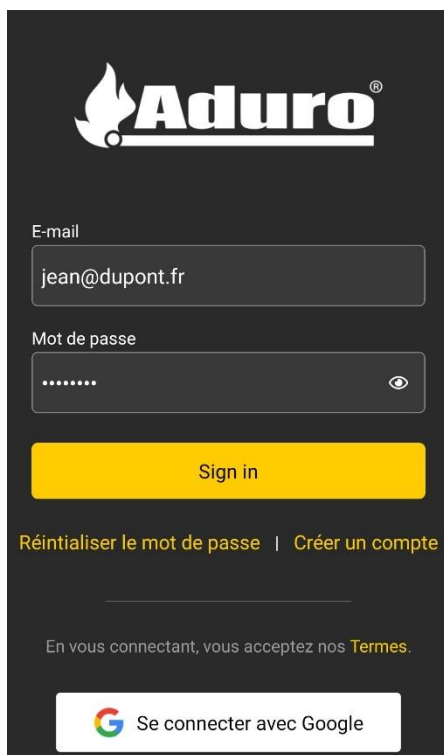 Aduro®
E-mail
jean@dupont.fr
Mot de passe
••••••••
Sign in
Réintialiser le mot de passe | Créer un compte
En vous connectant, vous acceptez nos Termes.
G Se connecter avec Google